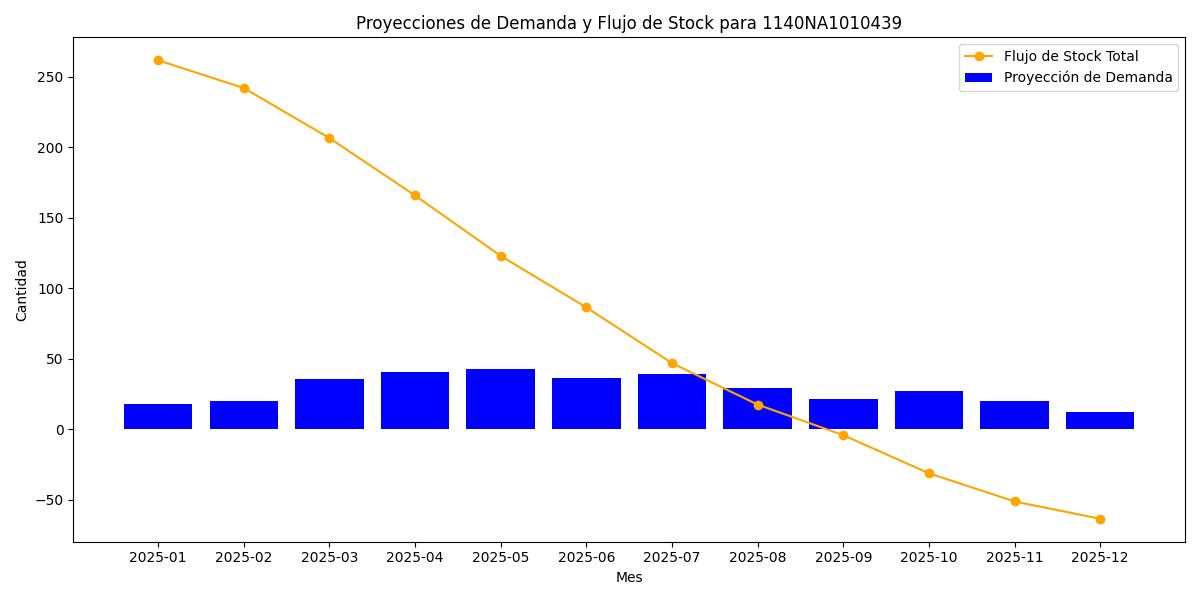 Proyecciones de Demanda y Flujo de Stock para 1140NA1010439
Flujo de Stock Total
Proyección de Demanda
Cantidad
250
200
150
100
50
0
−50
2025-01 2025-02 2025-03 2025-04 2025-05 2025-06 2025-07 2025-08 2025-09 2025-10 2025-11 2025-12
Mes